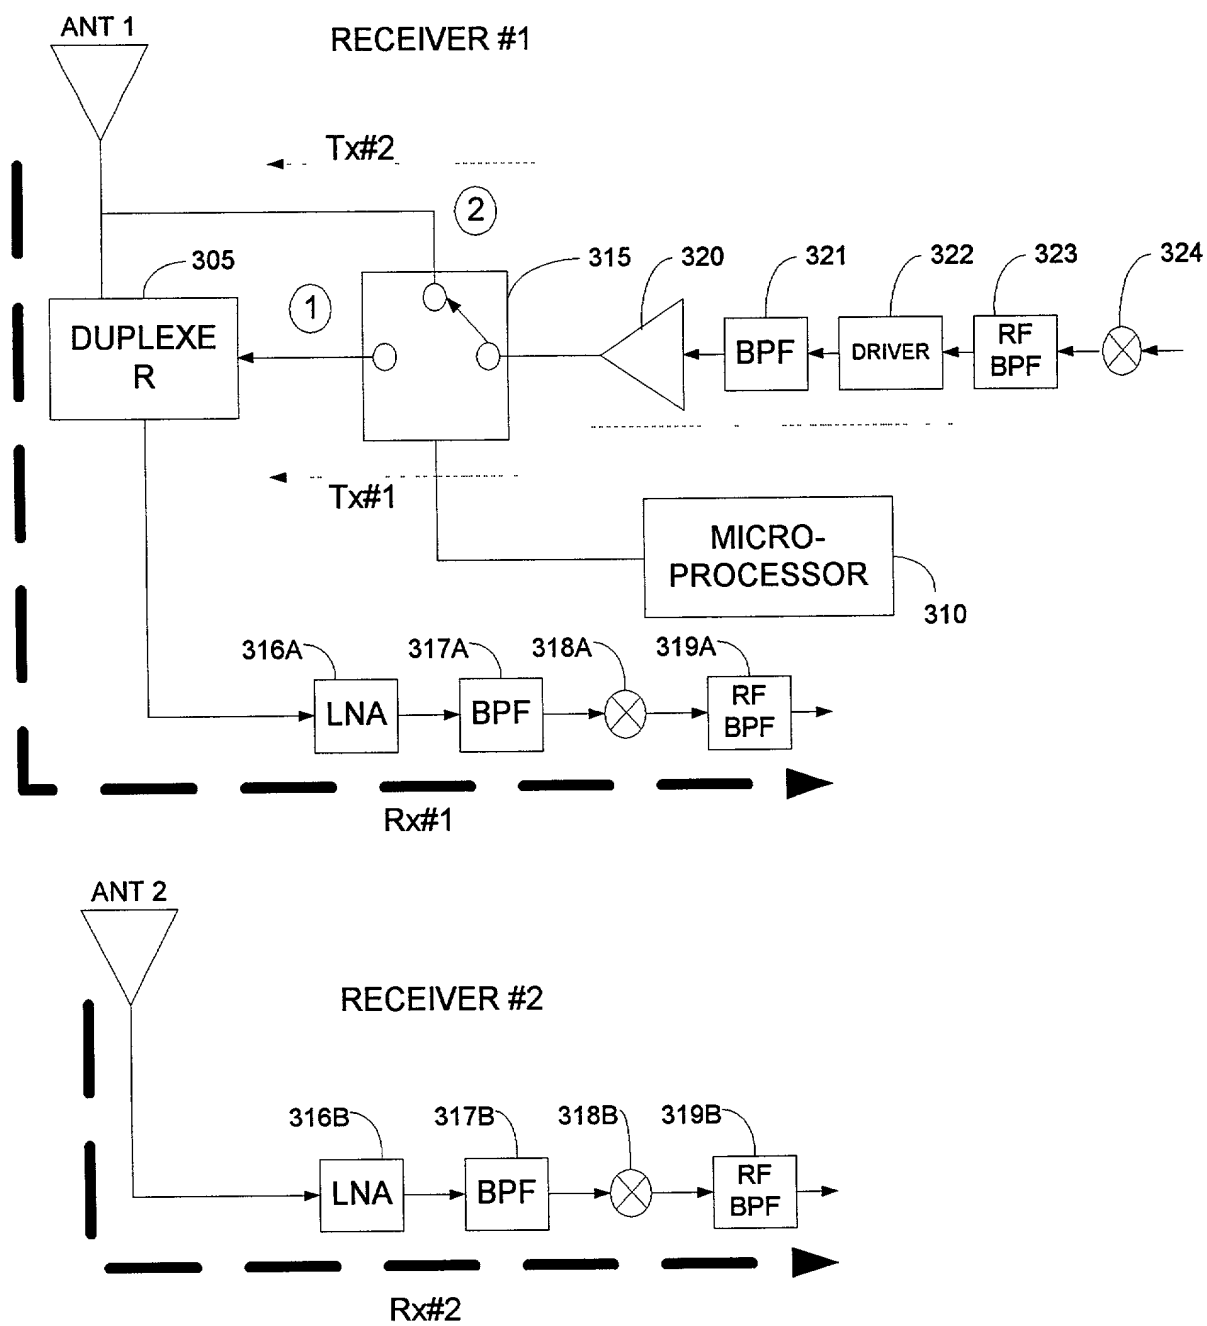 ANT 1
RECEIVER #1
Tx#2
2
305
315
320
321
322
323
324
1
DUPLEXE
R
BPF
DRIVER
RF
BPF
Tx#1
MICRO-
PROCESSOR
310
316A
317A
318A
319A
LNA
BPF
RF
BPF
Rx#1
ANT 2
RECEIVER #2
316B
317B
318B
319B
LNA
BPF
RF
BPF
Rx#2